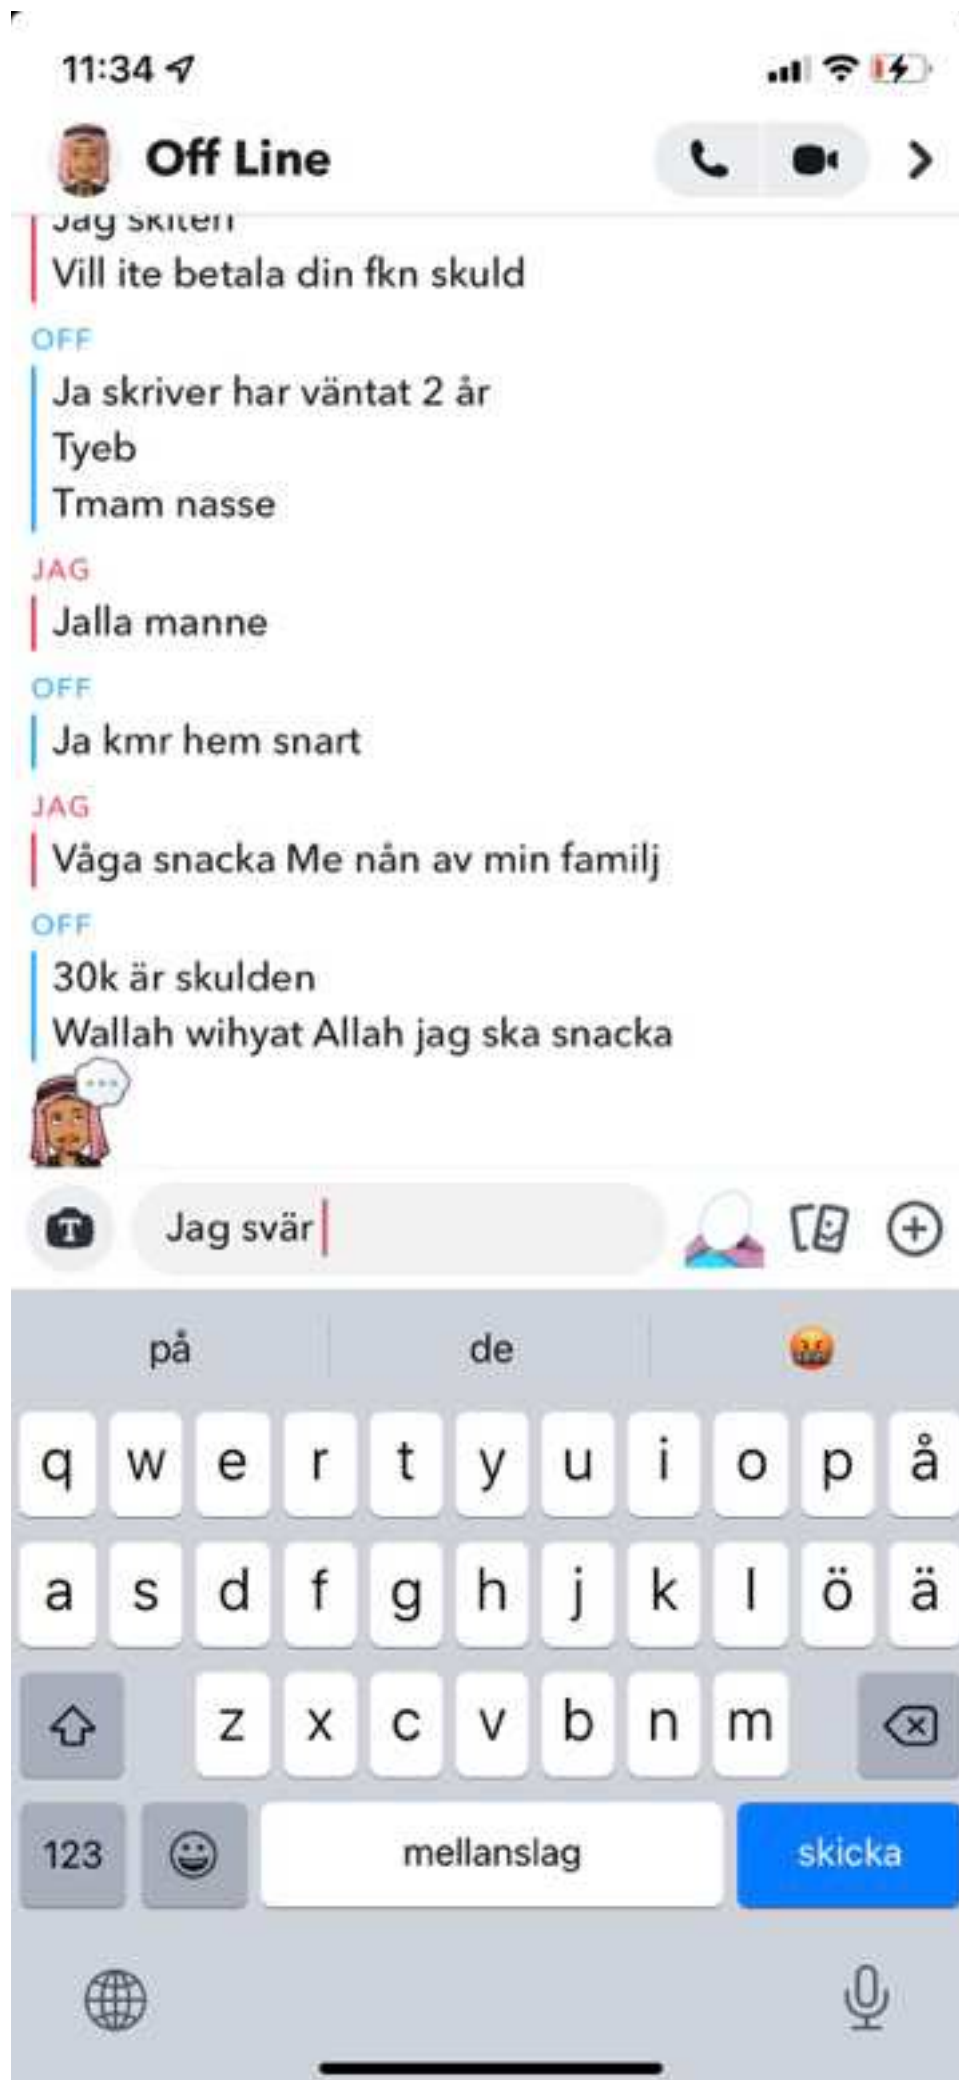 11:34
Off Line
Jag skiten
Vill ite betala din fkn skuld
OFF
Ja skriver har väntat 2 år
Tyeb
Tmam nasse
JAG
Jalla manne
OFF
Ja kmr hem snart
JAG
Våga snacka Me nån av min familj
OFF
30k är skulden
Wallah wihyat Allah jag ska snacka
T
Jag svär
på de
q w e r t y u i o p å
a s d f g h j k l ö ä
z x c v b n m
123 mellanslag skicka